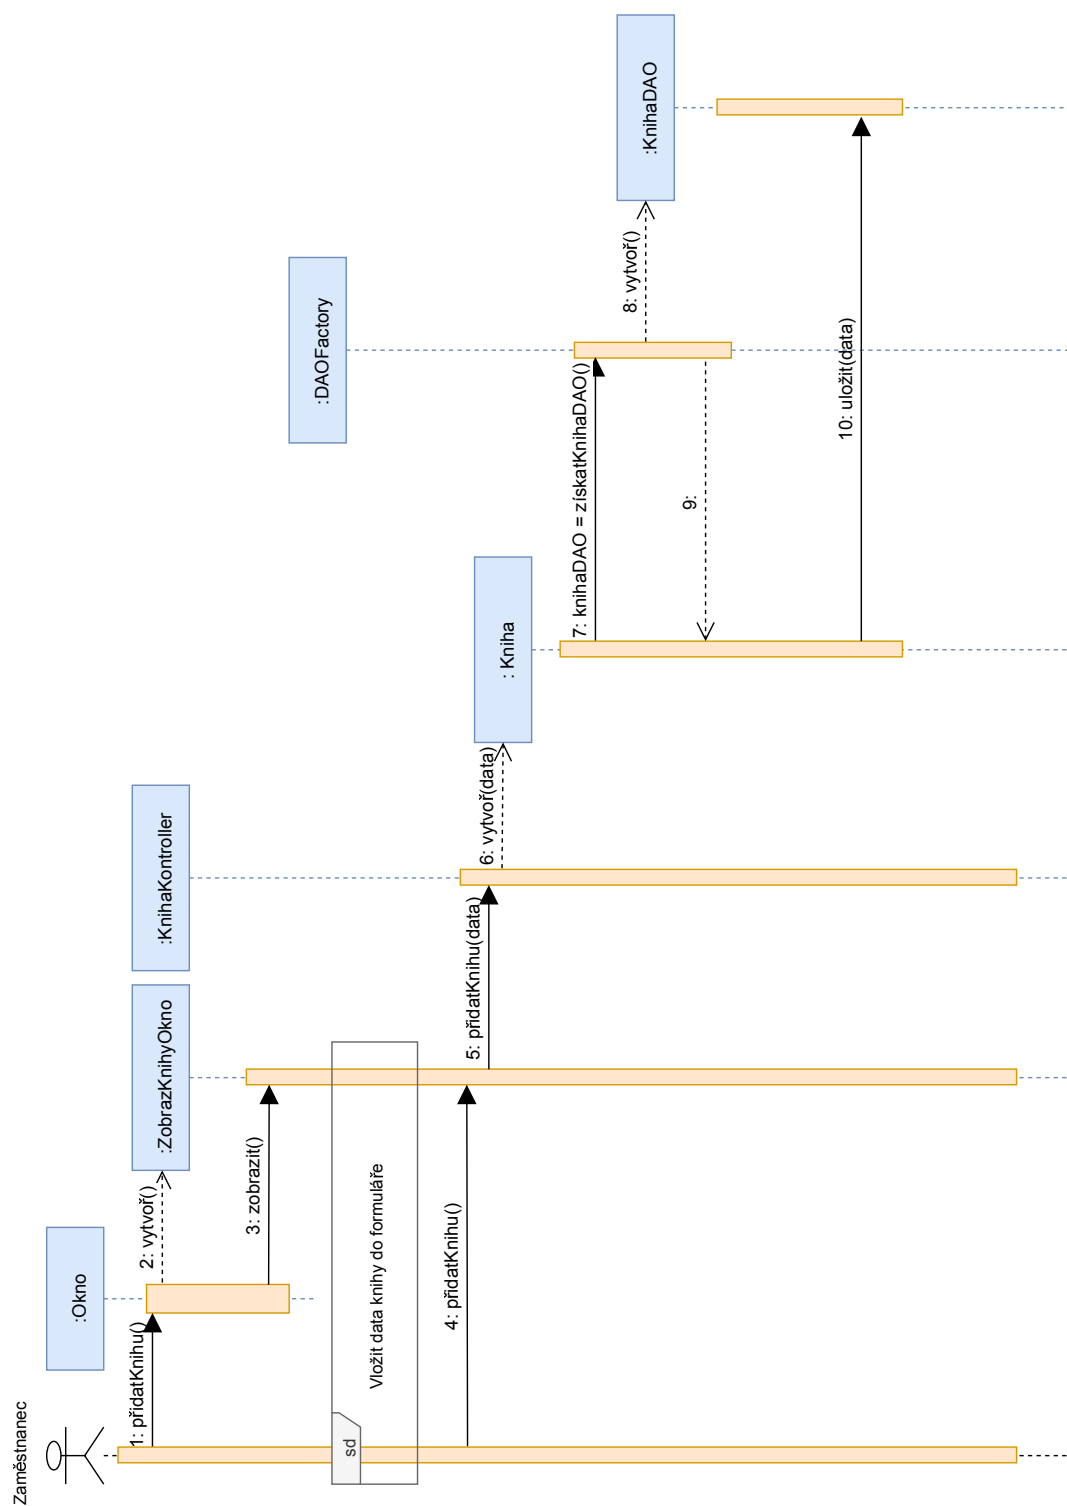 Zaměstnanec
:Okno
:ZobrazKnihyOkno
:KnihaKontroller
: Kniha
:DAOFactory
:KnihaDAO
1: přidatKnihu()
2: vytvoř()
3: zobrazit()
sd
Vložit data knihy do formuláře
4: přidatKnihu()
5: přidatKnihu(data)
6: vytvoř(data)
7: knihaDAO = získatKnihaDAO()
8: vytvoř()
9:
10: uložit(data)